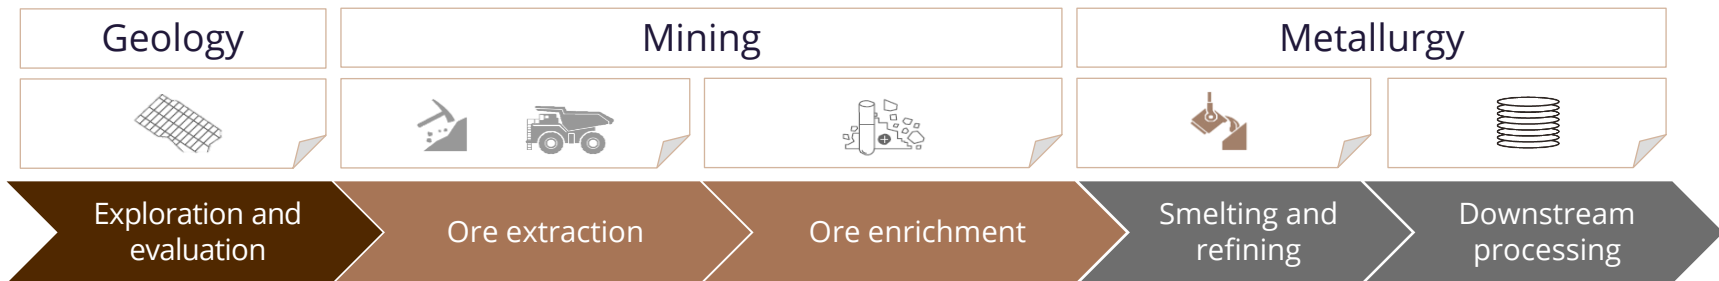 Geology
Mining
Metallurgy
Exploration and
evaluation
Ore extraction
Ore enrichment
Smelting and
refining
Downstream
processing